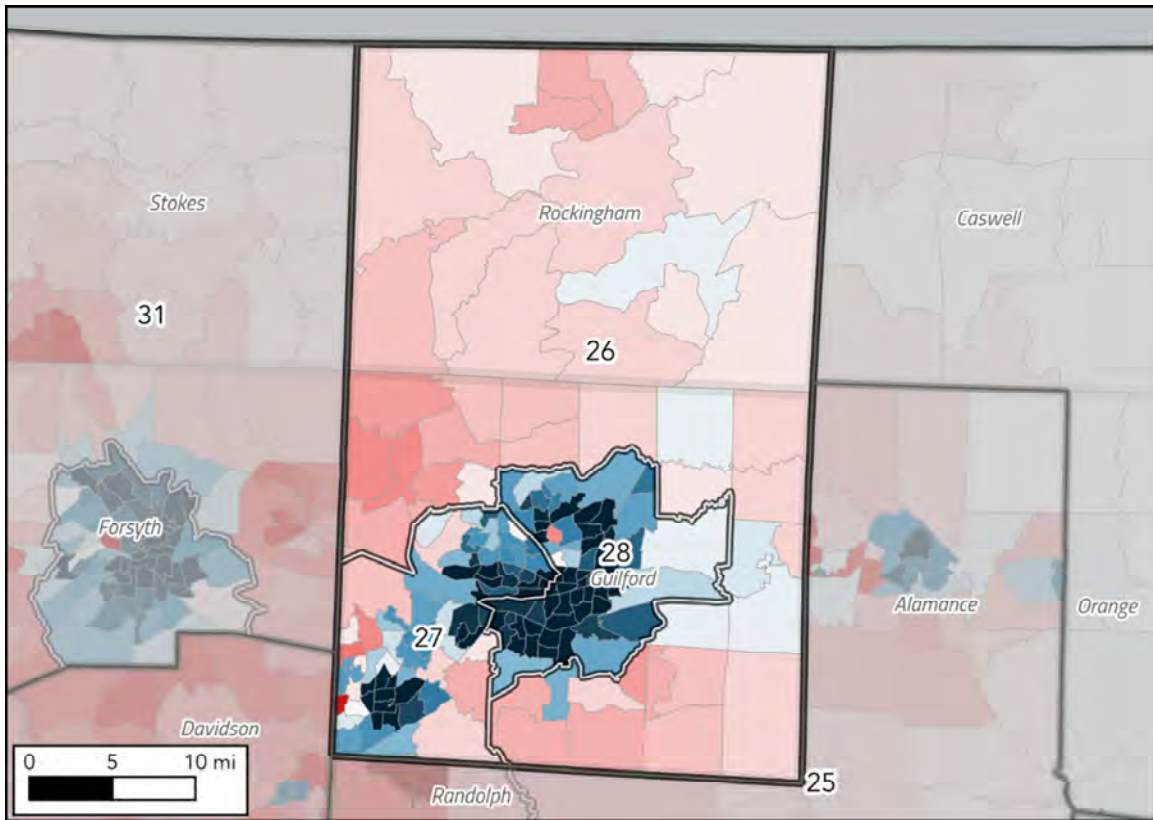 Stokes
Rockingham
Caswell
31
26
Forsyth
28
Guilford
Alamance
Orange
27
Davidson
0 5 10 mi
25
Randolph